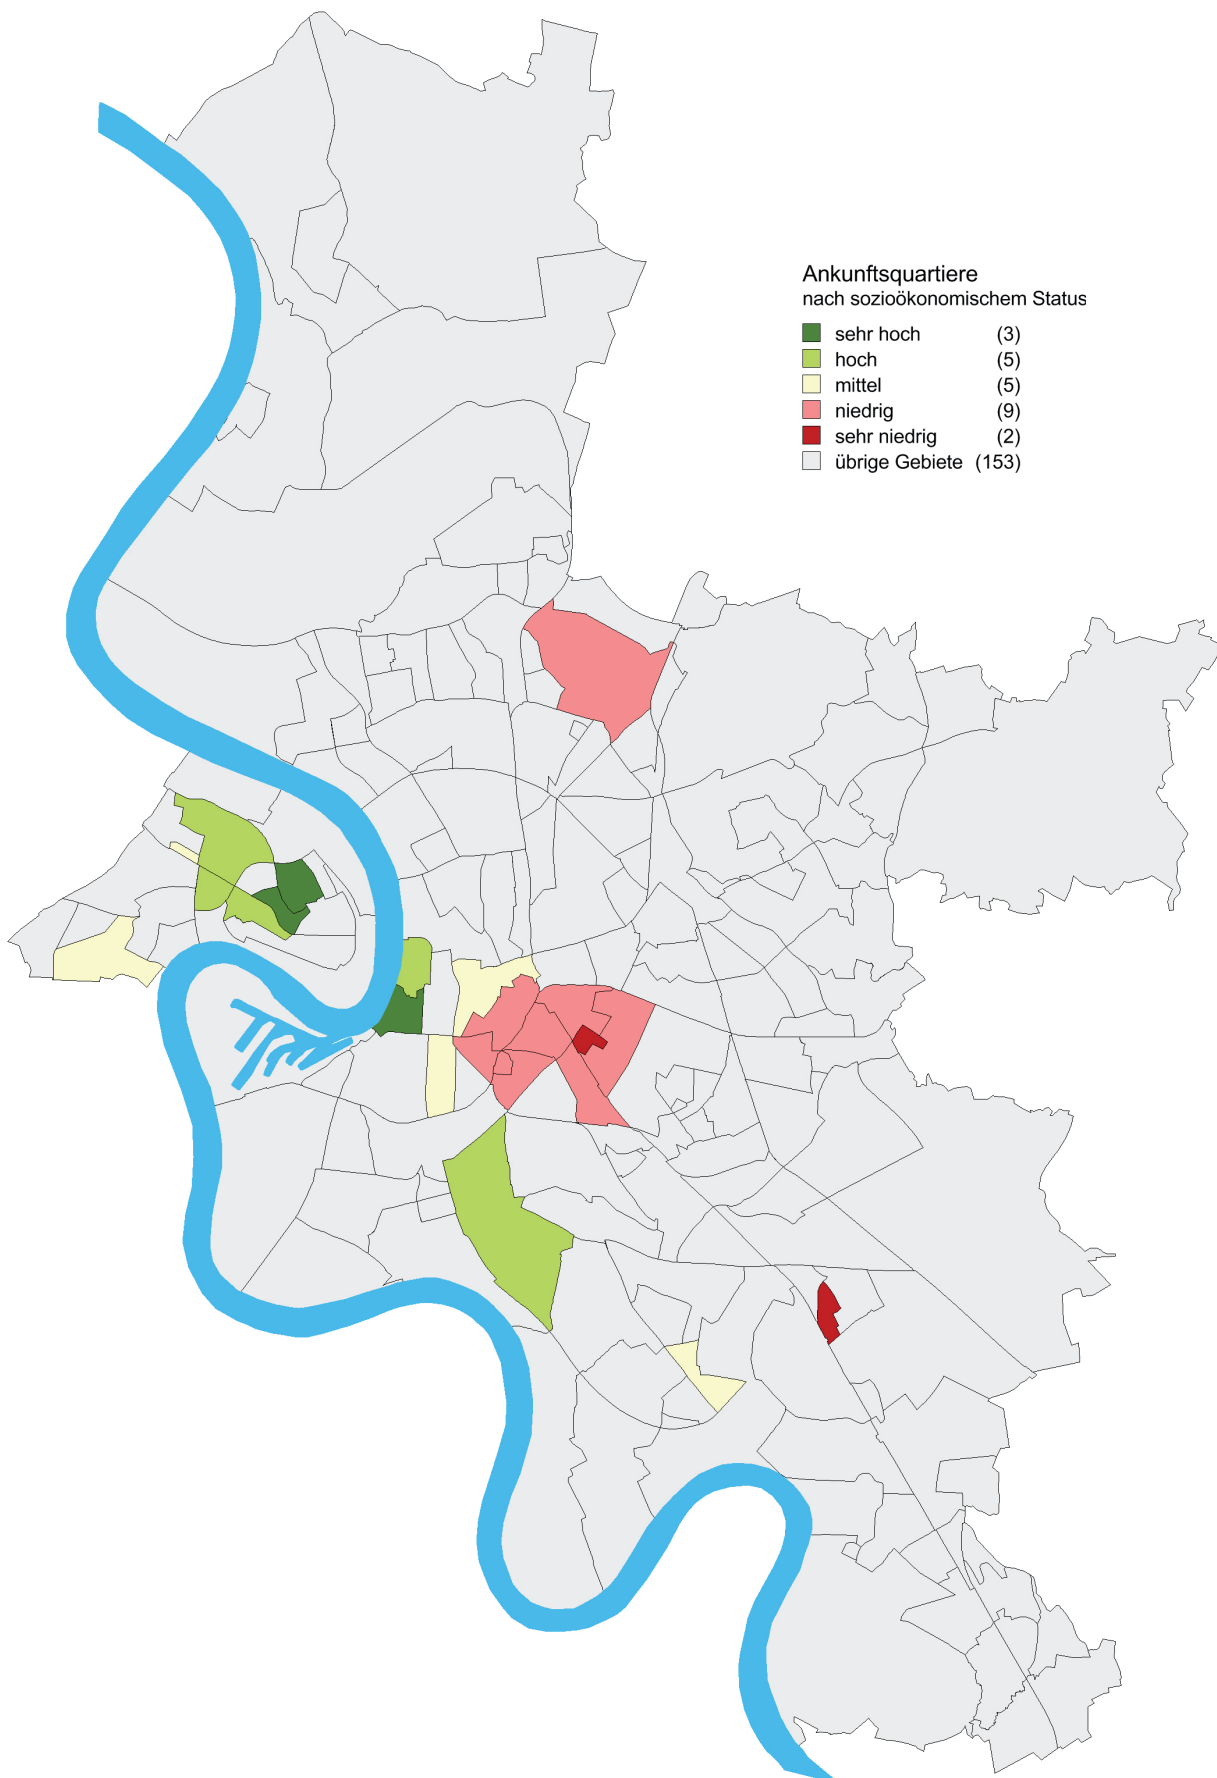 Ankunftsquartiere
nach sozioökonomischem Status
sehr hoch (3)
hoch (5)
mittel (5)
niedrig (9)
sehr niedrig (2)
übrige Gebiete (153)